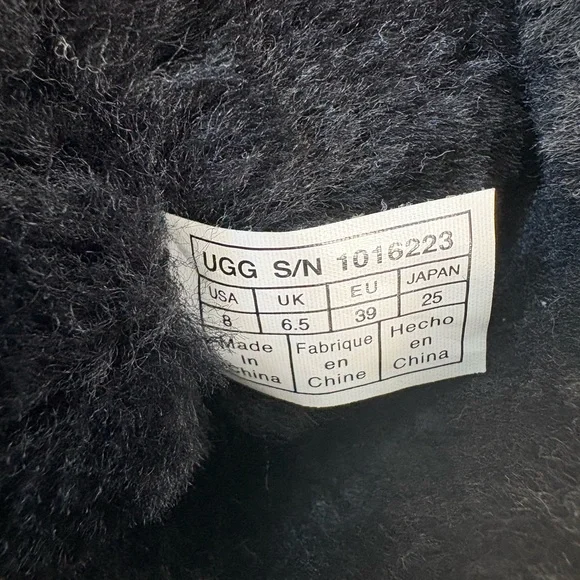 UGG S/N 1016223
USA UK EU JAPAN
8 6.5 39 25
Made Fabrique Hecho
in en en
China Chine China